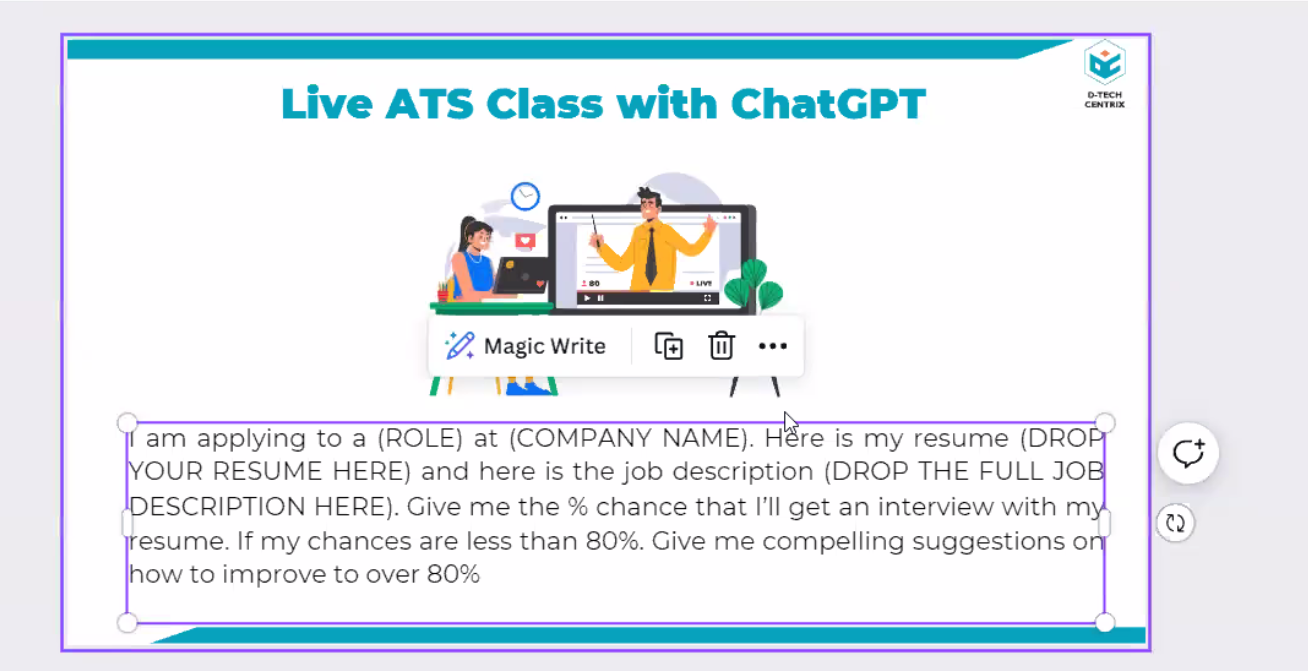 D-TECH
CENTRIX
Live ATS Class with ChatGPT
80
LIVE
Magic Write
I am applying to a (ROLE) at (COMPANY NAME). Here is my resume (DROP
YOUR RESUME HERE) and here is the job description (DROP THE FULL JOB
DESCRIPTION HERE). Give me the % chance that I’ll get an interview with my
resume. If my chances are less than 80%. Give me compelling suggestions on
how to improve to over 80%